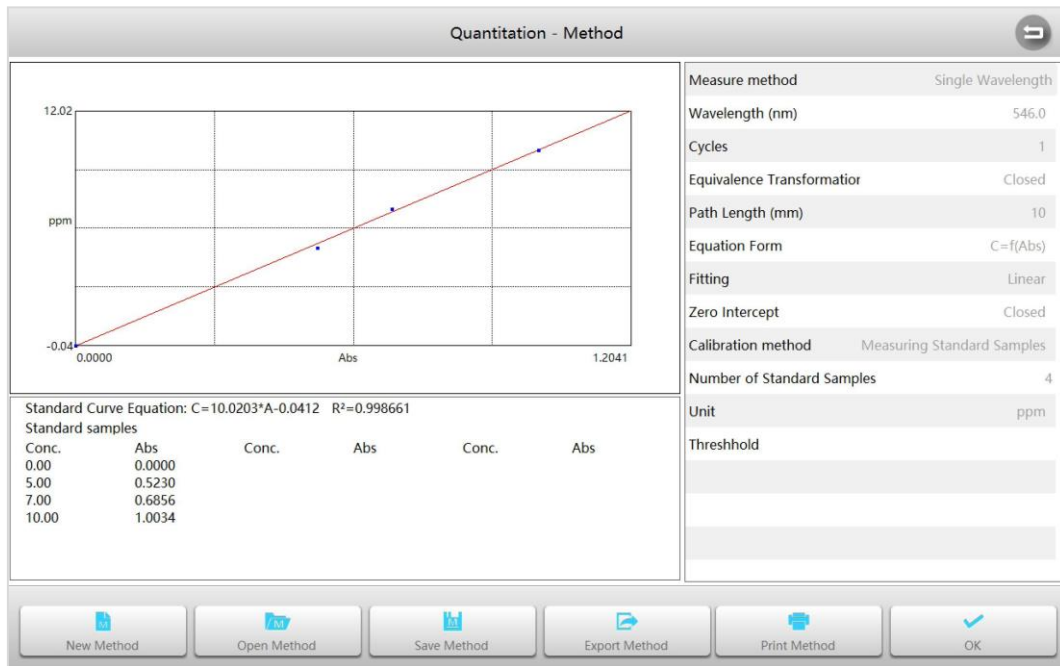 Quantitation - Method
12.02
ppm
-0.04
0.0000
Abs
1.2041
Standard Curve Equation: C=10.0203*A-0.0412 R²=0.998661
Standard samples
Conc. Abs Conc. Abs Conc. Abs
0.00 0.0000
5.00 0.5230
7.00 0.6856
10.00 1.0034
Measure method Single Wavelength
Wavelength (nm) 546.0
Cycles 1
Equivalence Transformatior Closed
Path Length (mm) 10
Equation Form C=f(Abs)
Fitting Linear
Zero Intercept Closed
Calibration method Measuring Standard Samples
Number of Standard Samples 4
Unit ppm
Threshhold
New Method
Open Method
Save Method
Export Method
Print Method
OK